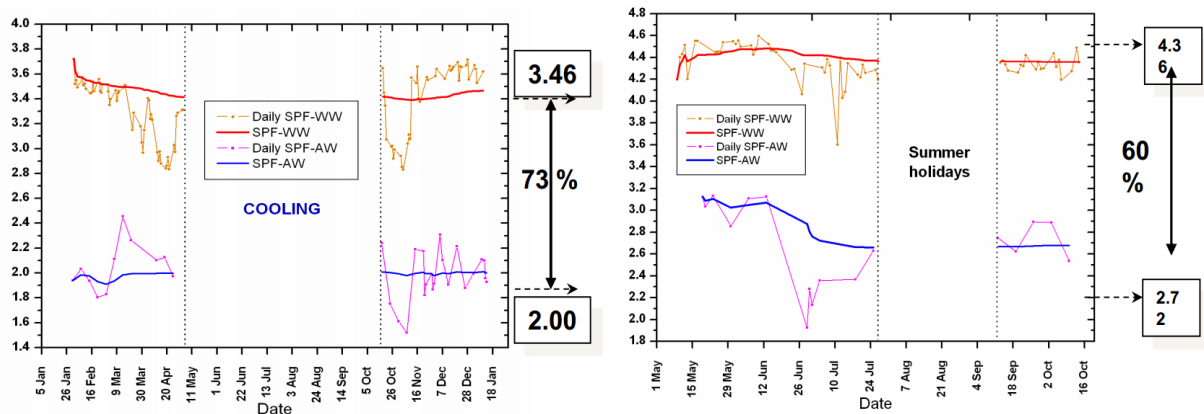 4.0
3.8
3.6
3.4
3.2
3.0
2.8
2.6
2.4
2.2
2.0
1.8
1.6
1.4
Daily SPF-WW
SPF-WW
Daily SPF-AW
SPF-AW
COOLING
5 Jan
26 Jan
16 Feb
9 Mar
30 Mar
20 Apr
11 May
1 Jun
22 Jun
13 Jul
3 Aug
24 Aug
14 Sep
5 Oct
26 Oct
16 Nov
7 Dec
28 Dec
18 Jan
Date
3.46
73 %
2.00
4.8
4.6
4.4
4.2
4.0
3.8
3.6
3.4
3.2
3.0
2.8
2.6
2.4
2.2
2.0
1.8
Daily SPF-WW
SPF-WW
Daily SPF-AW
SPF-AW
Summer
holidays
1 May
15 May
29 May
12 Jun
26 Jun
10 Jul
24 Jul
7 Aug
21 Aug
4 Sep
18 Sep
2 Oct
16 Oct
Date
4.3
6
60
%
2.7
2